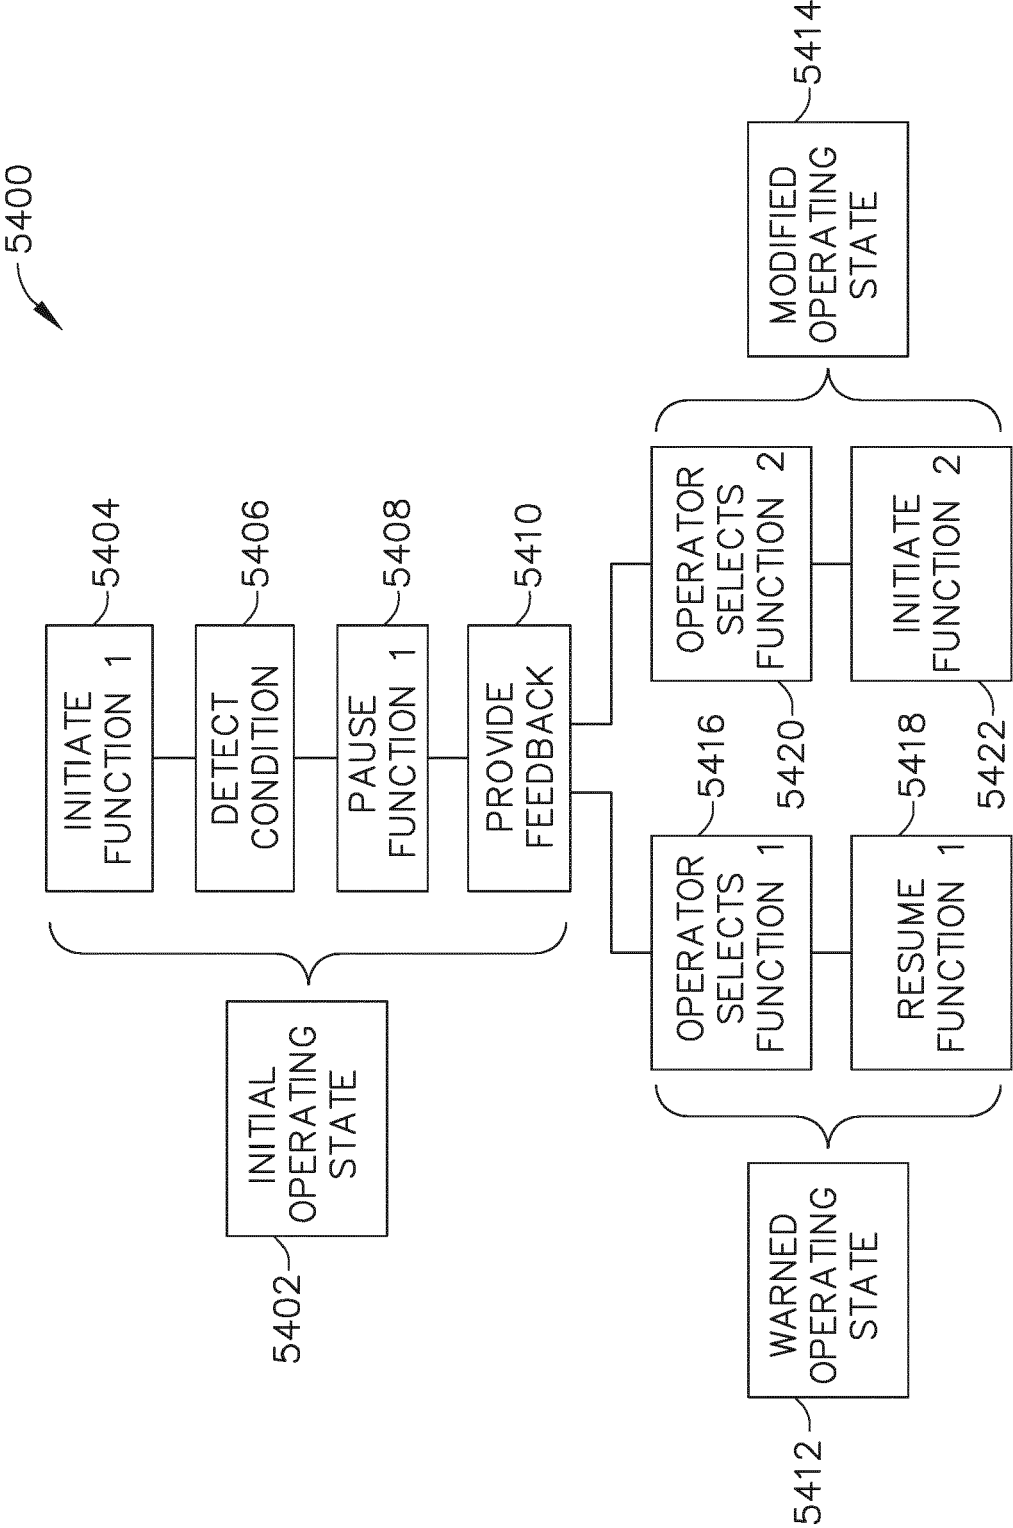 5400
INITIATE
FUNCTION 1
5404
DETECT
CONDITION
5406
PAUSE
FUNCTION 1
5408
PROVIDE
FEEDBACK
5410
INITIAL
OPERATING
STATE
5402
OPERATOR
SELECTS
FUNCTION 1
5416
RESUME
FUNCTION 1
5418
WARNED
OPERATING
STATE
5412
OPERATOR
SELECTS
FUNCTION 2
5420
INITIATE
FUNCTION 2
5422
MODIFIED
OPERATING
STATE
5414